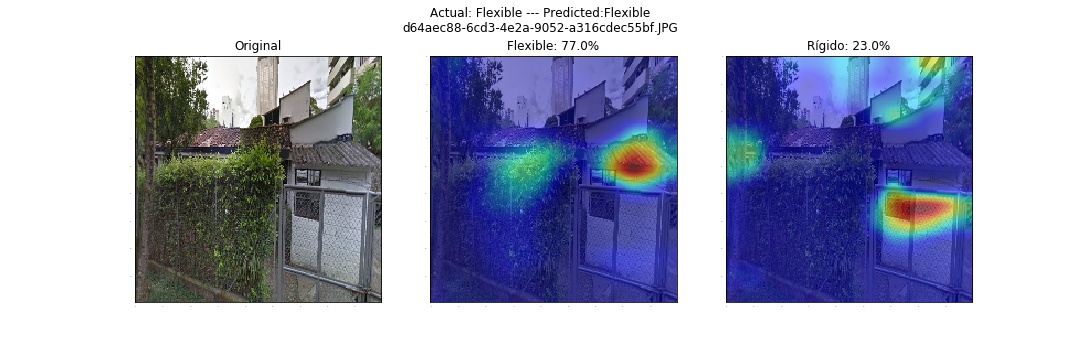 Actual: Flexible --- Predicted:Flexible
d64aec88-6cd3-4e2a-9052-a316cdec55bf.JPG
Original
Flexible: 77.0%
Rígido: 23.0%